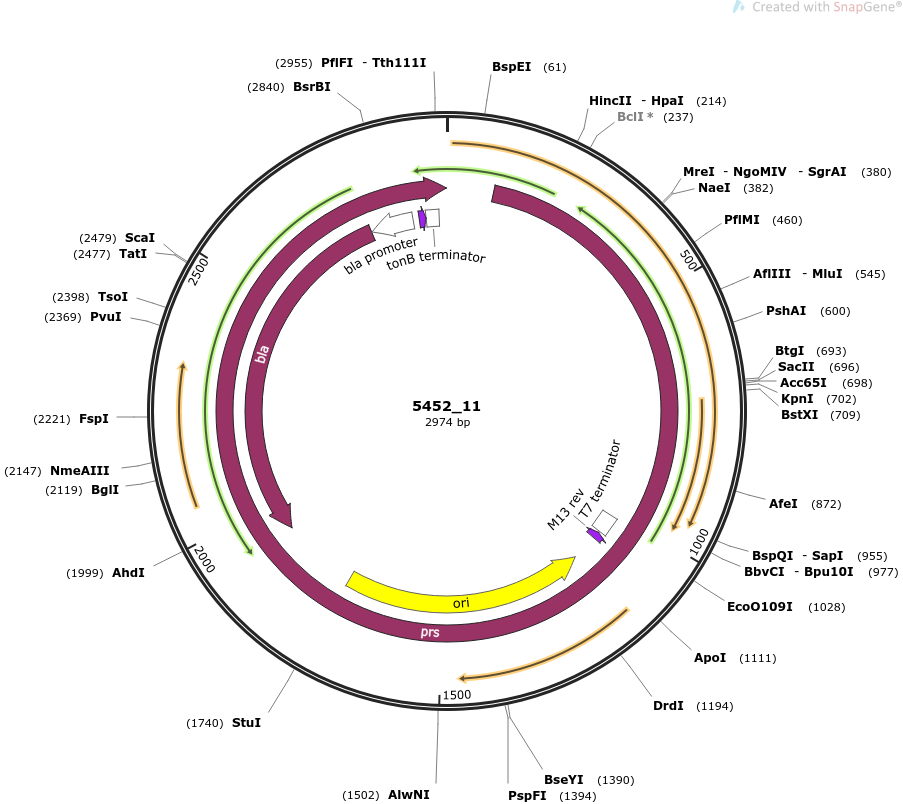 Created with SnapGene®
(2955) PflFI - Tth111I
(2840) BsrBI
BspEI (61)
HincII - HpaI (214)
BclI * (237)
MreI - NgoMIV - SgrAI (380)
NaeI (382)
PflMI (460)
500
AflIII - MluI (545)
PshAI (600)
BtgI (693)
SacII (696)
Acc65I (698)
KpnI (702)
BstXI (709)
AfeI (872)
1000
BspQI - SapI (955)
BbvCI - Bpu10I (977)
EcoO109I (1028)
ApoI (1111)
DrdI (1194)
BseYI (1390)
PspFI (1394)
1500
(1502) AlwNI
(1740) StuI
2000
(1999) AhdI
(2119) BglI
(2147) NmeAIII
(2221) FspI
(2369) PvuI
(2398) TsoI
(2477) TatI
(2479) ScaI
2500
bla promoter
tonB terminator
bla
5452_11
2974 bp
M13 rev
T7 terminator
ori
prs